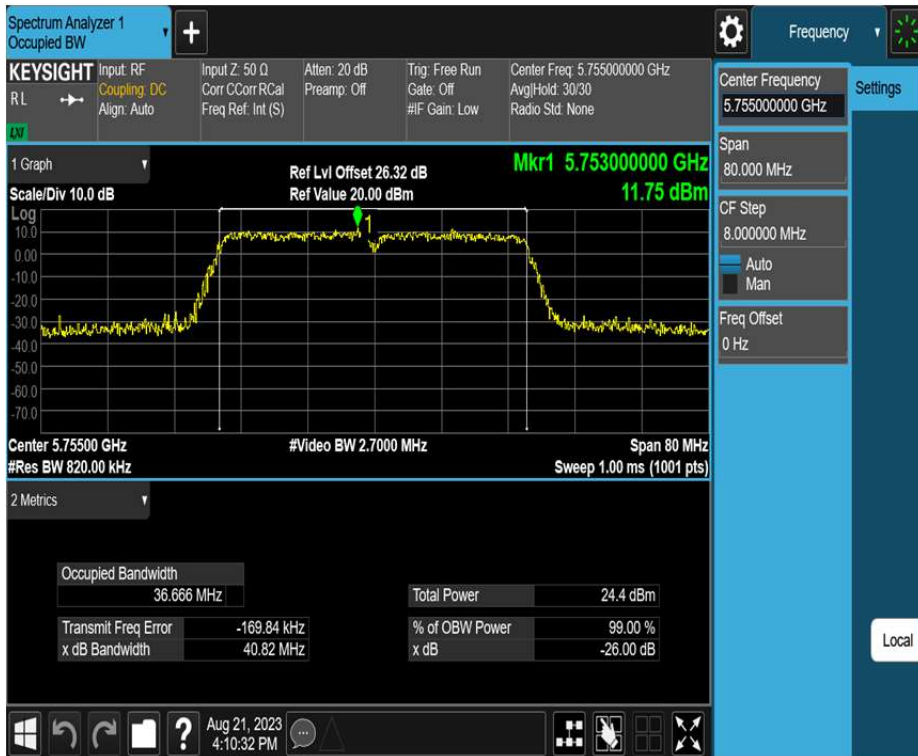 Spectrum Analyzer 1
Occupied BW
+
Frequency
KEYSIGHT
RL
LXI
Input: RF
Coupling: DC
Align: Auto
Input Z: 50 Ω
Corr CCorr RCal
Freq Ref: Int (S)
Atten: 20 dB
Preamp: Off
Trig: Free Run
Gate: Off
#IF Gain: Low
Center Freq: 5.755000000 GHz
Avg|Hold: 30/30
Radio Std: None
Center Frequency
5.755000000 GHz
Settings
Span
80.000 MHz
CF Step
8.000000 MHz
Auto
Man
Freq Offset
0 Hz
Local
1 Graph
Scale/Div 10.0 dB
Ref Lvl Offset 26.32 dB
Ref Value 20.00 dBm
Mkr1 5.753000000 GHz
11.75 dBm
Log
1
10.0
0.00
-10.0
-20.0
-30.0
-40.0
-50.0
-60.0
-70.0
Center 5.75500 GHz
#Video BW 2.7000 MHz
Span 80 MHz
#Res BW 820.00 kHz
Sweep 1.00 ms (1001 pts)
2 Metrics
Occupied Bandwidth
36.666 MHz
Total Power 24.4 dBm
Transmit Freq Error -169.84 kHz
% of OBW Power 99.00 %
x dB Bandwidth 40.82 MHz
x dB -26.00 dB
?
Aug 21, 2023
4:10:32 PM